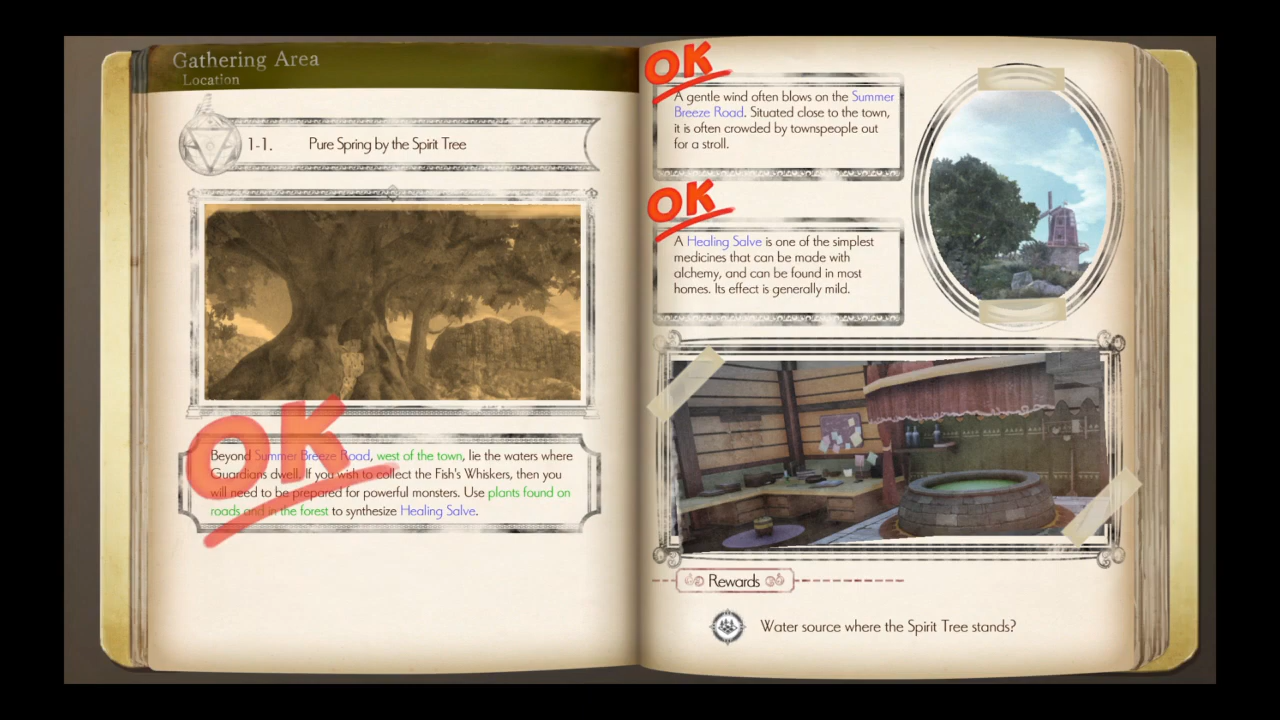 Gathering Area
Location
1-1. Pure Spring by the Spirit Tree
OK
Beyond Summer Breeze Road, west of the town, lie the waters where
Guardians dwell. If you wish to collect the Fish's Whiskers, then you
will need to be prepared for powerful monsters. Use plants found on
roads and in the forest to synthesize Healing Salve.
OK
A gentle wind often blows on the Summer
Breeze Road. Situated close to the town,
it is often crowded by townspeople out
for a stroll.
OK
A Healing Salve is one of the simplest
medicines that can be made with
alchemy, and can be found in most
homes. Its effect is generally mild.
Rewards
Water source where the Spirit Tree stands?